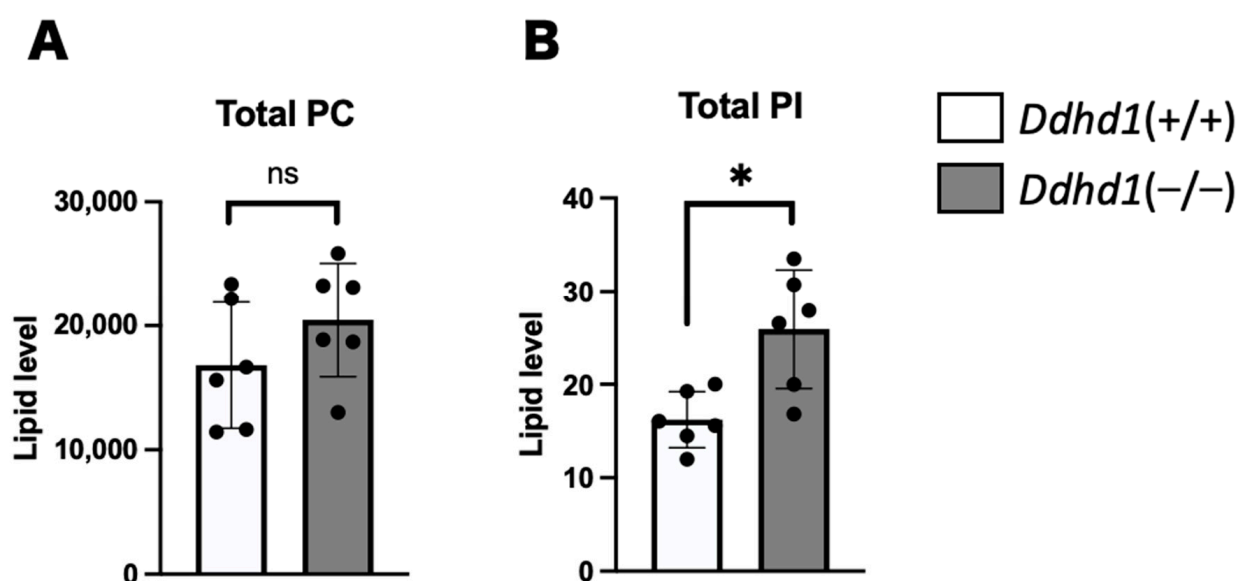 A
Total PC
ns
Lipid level
30,000
20,000
10,000
0
B
Total PI
*
Lipid level
40
30
20
10
0
Ddhd1(+/+)
Ddhd1(−/−)